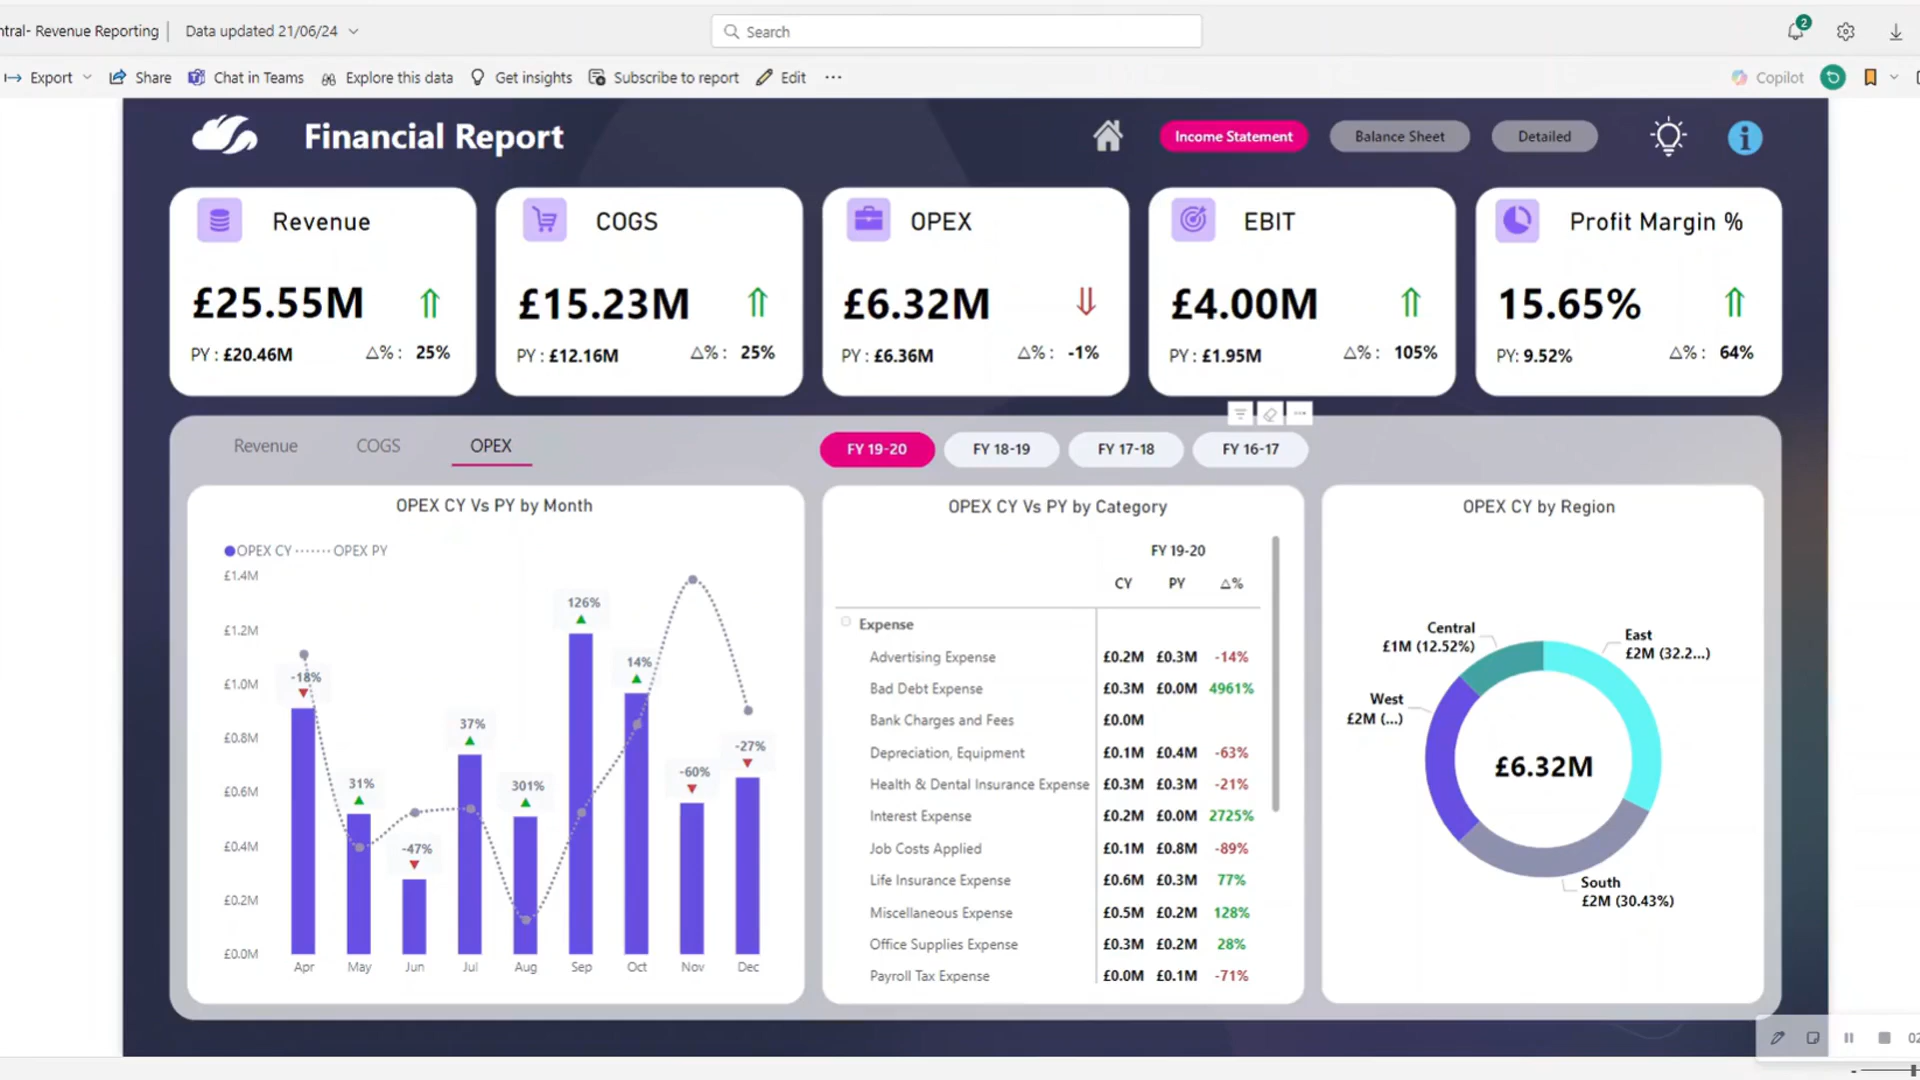 ntral- Revenue Reporting
Data updated 21/06/24
Search
2
Export
Share
Chat in Teams
Explore this data
Get insights
Subscribe to report
Edit
Copilot
Financial Report
Income Statement
Balance Sheet
Detailed
Revenue
£25.55M
PY : £20.46M
△% : 25%
COGS
£15.23M
PY : £12.16M
△% : 25%
OPEX
£6.32M
PY : £6.36M
△% : -1%
EBIT
£4.00M
PY : £1.95M
△% : 105%
Profit Margin %
15.65%
PY: 9.52%
△% : 64%
Revenue
COGS
OPEX
FY 19-20
FY 18-19
FY 17-18
FY 16-17
OPEX CY Vs PY by Month
OPEX CY
OPEX PY
£1.4M
£1.2M
£1.0M
£0.8M
£0.6M
£0.4M
£0.2M
£0.0M
-18%
31%
-47%
37%
301%
126%
14%
-60%
-27%
Apr May Jun Jul Aug Sep Oct Nov Dec
OPEX CY Vs PY by Category
FY 19-20
CY PY △%
Expense
Advertising Expense £0.2M £0.3M -14%
Bad Debt Expense £0.3M £0.0M 4961%
Bank Charges and Fees £0.0M
Depreciation, Equipment £0.1M £0.4M -63%
Health & Dental Insurance Expense £0.3M £0.3M -21%
Interest Expense £0.2M £0.0M 2725%
Job Costs Applied £0.1M £0.8M -89%
Life Insurance Expense £0.6M £0.3M 77%
Miscellaneous Expense £0.5M £0.2M 128%
Office Supplies Expense £0.3M £0.2M 28%
Payroll Tax Expense £0.0M £0.1M -71%
OPEX CY by Region
Central
£1M (12.52%)
East
£2M (32.2...)
West
£2M (...)
£6.32M
South
£2M (30.43%)
02